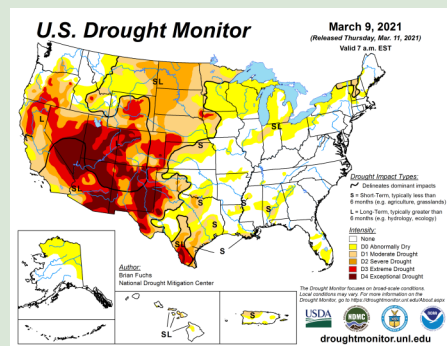 U.S. Drought Monitor
March 9, 2021
(Released Thursday, Mar. 11, 2021)
Valid 7 a.m. EST
SL
L
SL
SL
SL
S
S
S
S
S
SL
S
Drought Impact Types:
Delineates dominant impacts
S = Short-Term, typically less than
6 months (e.g. agriculture, grasslands)
L = Long-Term, typically greater than
6 months (e.g. hydrology, ecology)
Intensity:
None
D0 Abnormally Dry
D1 Moderate Drought
D2 Severe Drought
D3 Extreme Drought
D4 Exceptional Drought
Author:
Brian Fuchs
National Drought Mitigation Center
The Drought Monitor focuses on broad-scale conditions.
Local conditions may vary. For more information on the
Drought Monitor, go to https://droughtmonitor.unl.edu/About.aspx
USDA
NDMC
NOAA
droughtmonitor.unl.edu